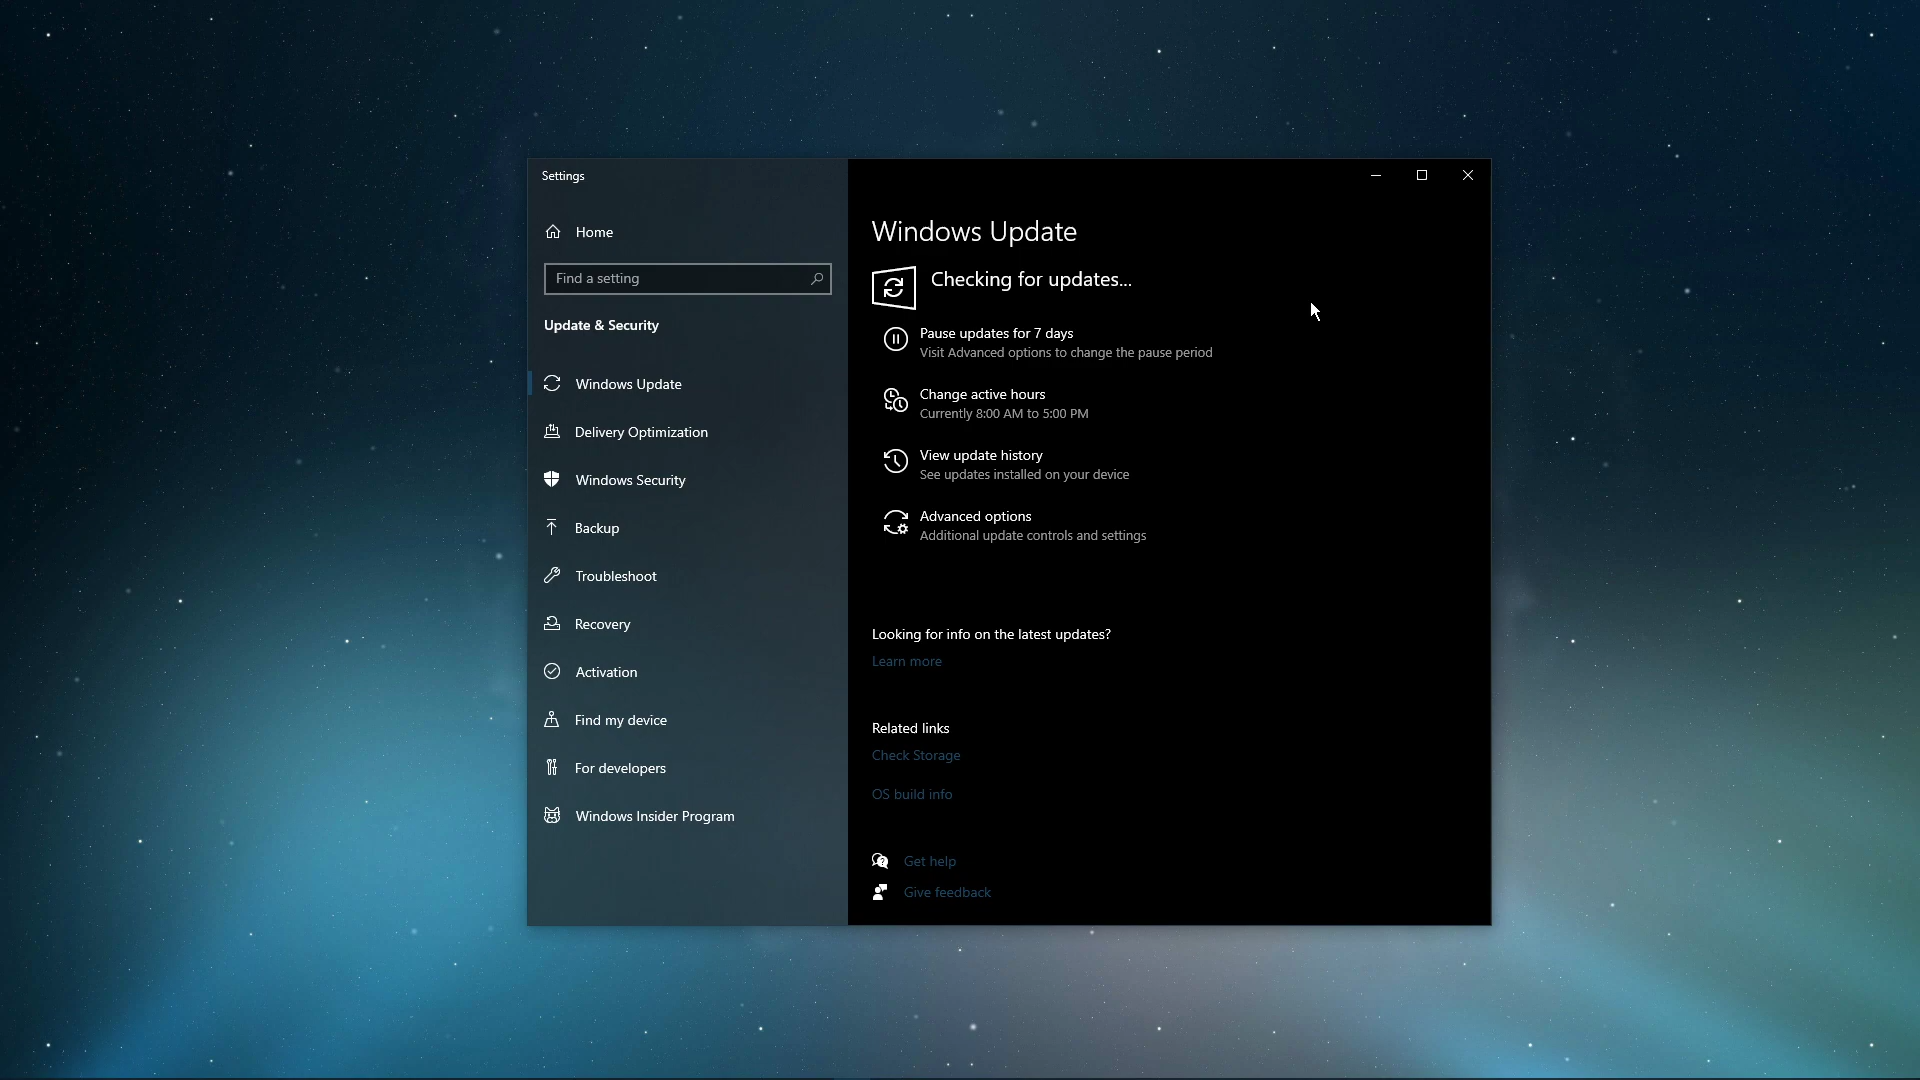 Settings
Home
Find a setting
Update & Security
Windows Update
Delivery Optimization
Windows Security
Backup
Troubleshoot
Recovery
Activation
Find my device
For developers
Windows Insider Program
Windows Update
Checking for updates...
Pause updates for 7 days
Visit Advanced options to change the pause period
Change active hours
Currently 8:00 AM to 5:00 PM
View update history
See updates installed on your device
Advanced options
Additional update controls and settings
Looking for info on the latest updates?
Learn more
Related links
Check Storage
OS build info
Get help
Give feedback